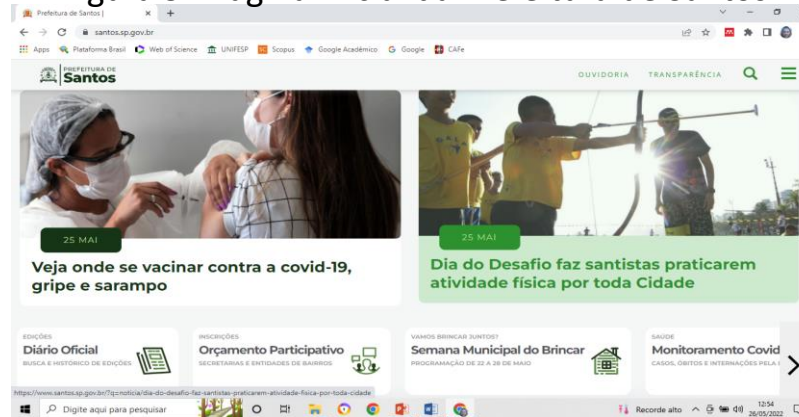 Prefeitura de Santos |
santos.sp.gov.br
Apps
Plataforma Brasil
Web of Science
UNIFESP
Scopus
Google Acadêmico
Google
CAFe
PREFEITURA DE
Santos
OUVIDORIA
TRANSPARÊNCIA
25 MAI
Veja onde se vacinar contra a covid-19,
gripe e sarampo
25 MAI
Dia do Desafio faz santistas praticarem
atividade física por toda Cidade
EDIÇÕES
Diário Oficial
BUSCA E HISTÓRICO DE EDIÇÕES
INSCRIÇÕES
Orçamento Participativo
SECRETARIAS E ENTIDADES DE BAIRROS
VAMOS BRINCAR JUNTOS?
Semana Municipal do Brincar
PROGRAMAÇÃO DE 22 A 28 DE MAIO
SAÚDE
Monitoramento Covid
CASOS, ÓBITOS E INTERNAÇÕES PELA
https://www.santos.sp.gov.br/?q=noticia/dia-do-desafio-faz-santistas-praticarem-atividade-fisica-por-toda-cidade
Digite aqui para pesquisar
Recorde alto
12:54
26/05/2022